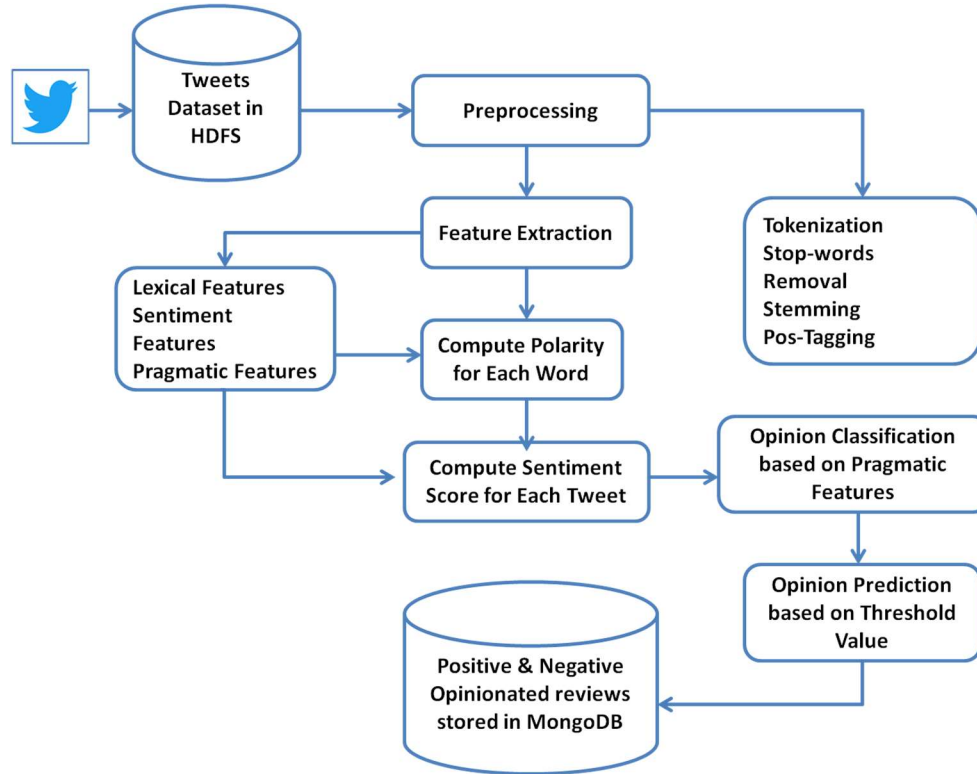 Tweets
Dataset in
HDFS
Preprocessing
Feature Extraction
Tokenization
Stop-words
Removal
Stemming
Pos-Tagging
Lexical Features
Sentiment
Features
Pragmatic Features
Compute Polarity
for Each Word
Compute Sentiment
Score for Each Tweet
Opinion Classification
based on Pragmatic
Features
Opinion Prediction
based on Threshold
Value
Positive & Negative
Opinionated reviews
stored in MongoDB